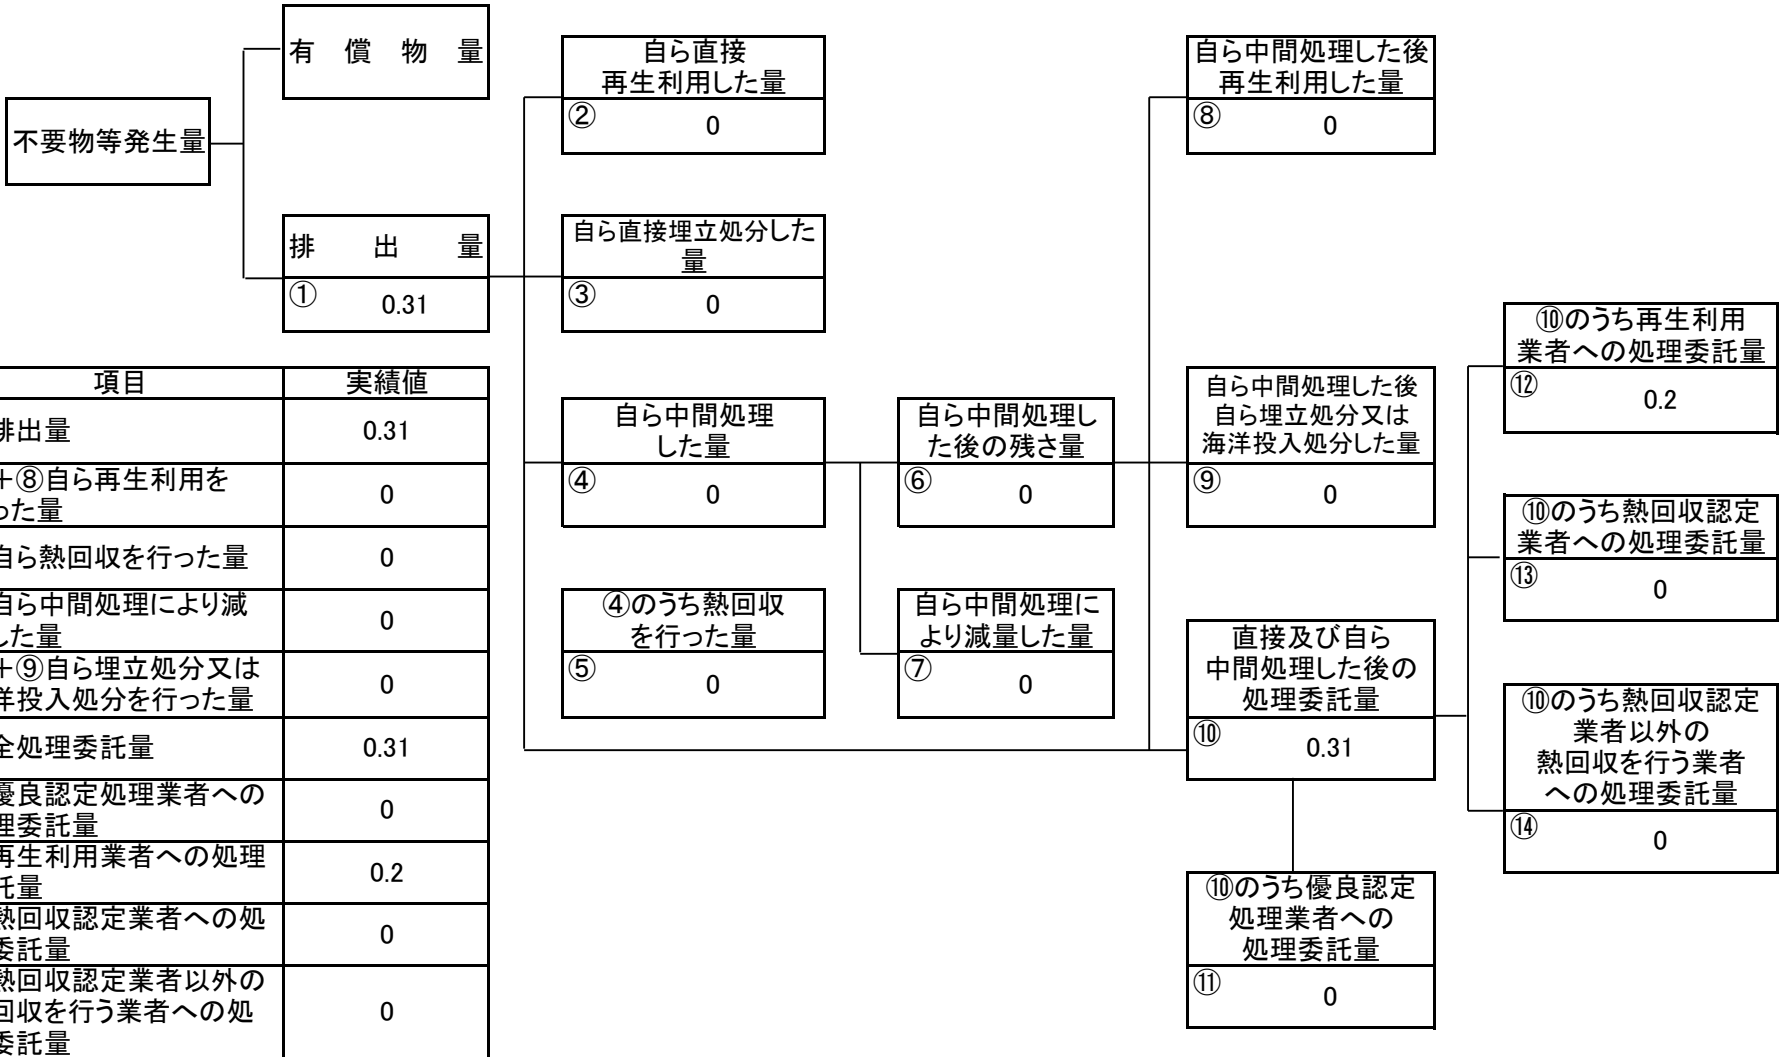 有　償　物　量
不要物等発生量
排　出　量
① 0.31
自ら直接
再生利用した量
② 0
自ら直接埋立処分した
量
③ 0
自ら中間処理
した量
④ 0
④のうち熱回収
を行った量
⑤ 0
自ら中間処理し
た後の残さ量
⑥ 0
自ら中間処理に
より減量した量
⑦ 0
自ら中間処理した後
再生利用した量
⑧ 0
自ら中間処理した後
自ら埋立処分又は
海洋投入処分した量
⑨ 0
直接及び自ら
中間処理した後の
処理委託量
⑩ 0.31
⑩のうち優良認定
処理業者への
処理委託量
⑪ 0
⑩のうち再生利用
業者への処理委託量
⑫ 0.2
⑩のうち熱回収認定
業者への処理委託量
⑬ 0
⑩のうち熱回収認定
業者以外の
熱回収を行う業者
への処理委託量
⑭ 0
項目 実績値
排出量 0.31
＋⑧自ら再生利用を
った量 0
自ら熱回収を行った量 0
自ら中間処理により減
した量 0
＋⑨自ら埋立処分又は
洋投入処分を行った量 0
全処理委託量 0.31
優良認定処理業者への
理委託量 0
再生利用業者への処理
託量 0.2
熱回収認定業者への処
委託量 0
熱回収認定業者以外の
回収を行う業者への処
委託量 0